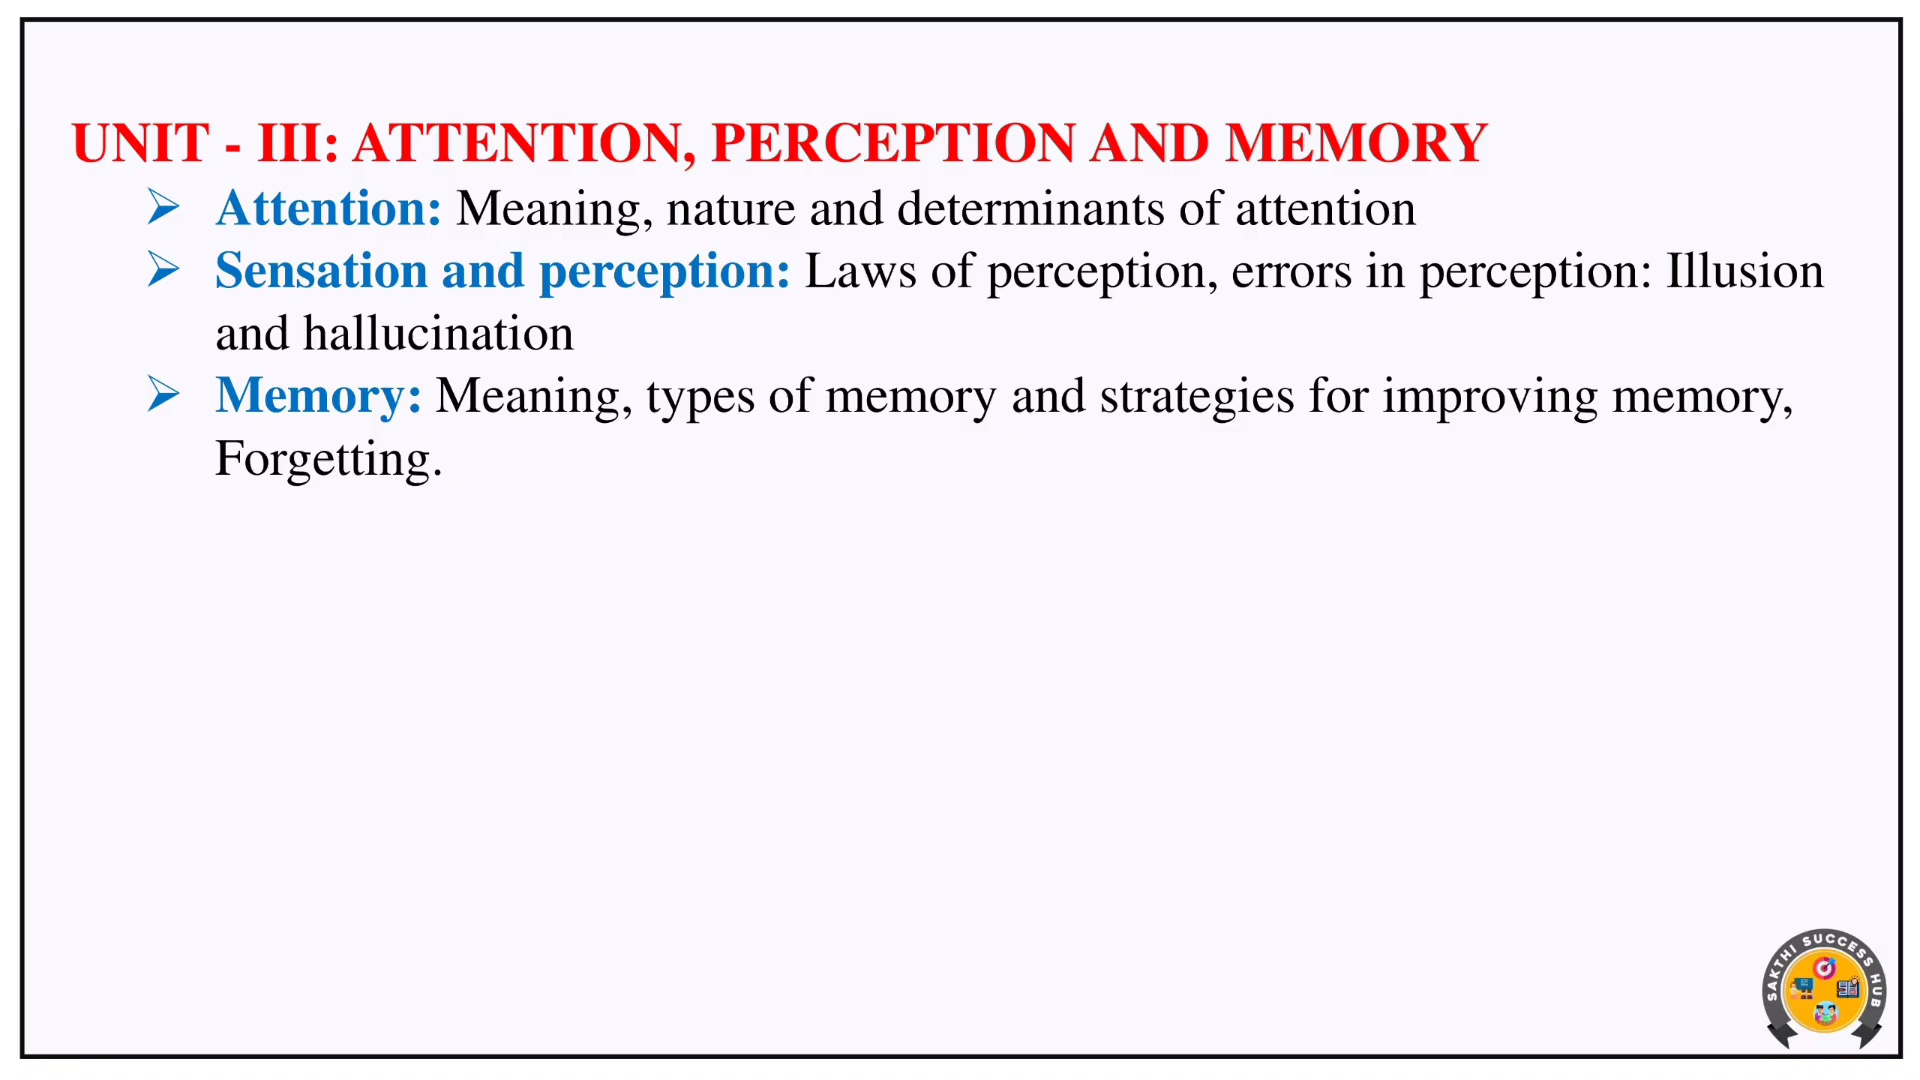 UNIT - III: ATTENTION, PERCEPTION AND MEMORY
➢ Attention: Meaning, nature and determinants of attention
➢ Sensation and perception: Laws of perception, errors in perception: Illusion
and hallucination
➢ Memory: Meaning, types of memory and strategies for improving memory,
Forgetting.
SAKTHI SUCCESS HUB